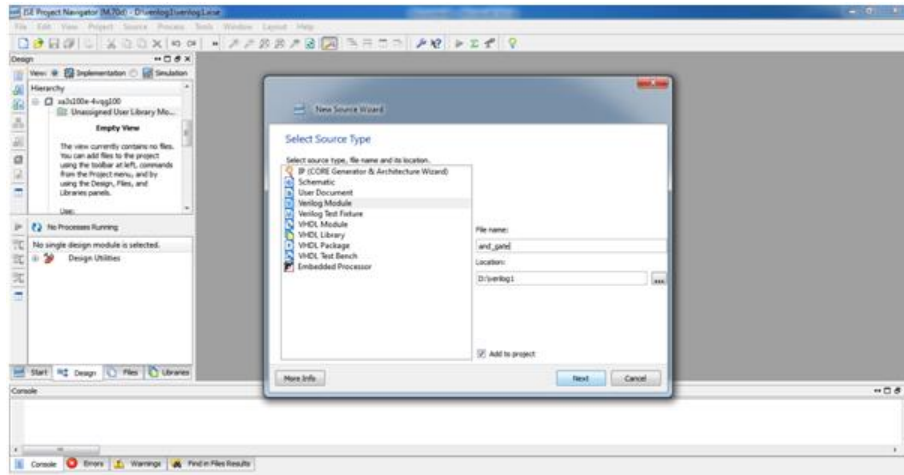 ISE Project Navigator (M.70d) - D:\verilog1\verilog1.xise
File Edit View Project Source Process Tools Window Layout Help
Design
View: Implementation Simulation
Hierarchy
xa3s100e-4vqg100
Unassigned User Library Mo...
Empty View
The view currently contains no files.
You can add files to the project
using the toolbar at left, commands
from the Project menu, and by
using the Design, Files, and
Libraries panels.
Use:
No Processes Running
No single design module is selected.
Design Utilities
Start Design Files Libraries
New Source Wizard
Select Source Type
Select source type, file name and its location.
IP (CORE Generator & Architecture Wizard)
Schematic
User Document
Verilog Module
Verilog Test Fixture
VHDL Module
VHDL Library
VHDL Package
VHDL Test Bench
Embedded Processor
File name:
and_gate
Location:
D:\verilog1
...
Add to project
More Info
Next
Cancel
Console
Console Errors Warnings Find in Files Results